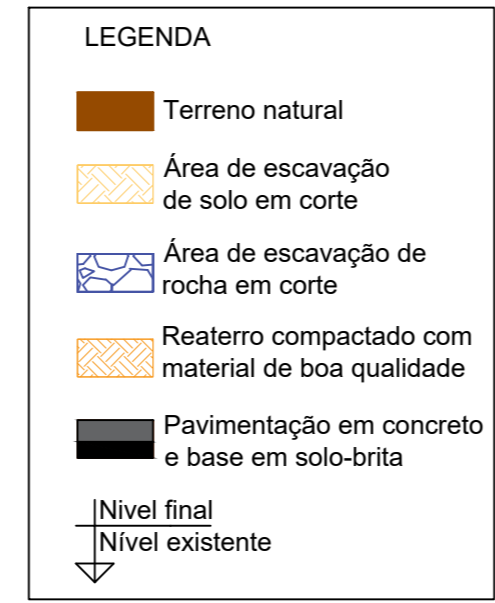 LEGENDA
Terreno natural
Área de escavação
de solo em corte
Área de escavação de
rocha em corte
Reaterro compactado com
material de boa qualidade
Pavimentação em concreto
e base em solo-brita
Nivel final
Nível existente